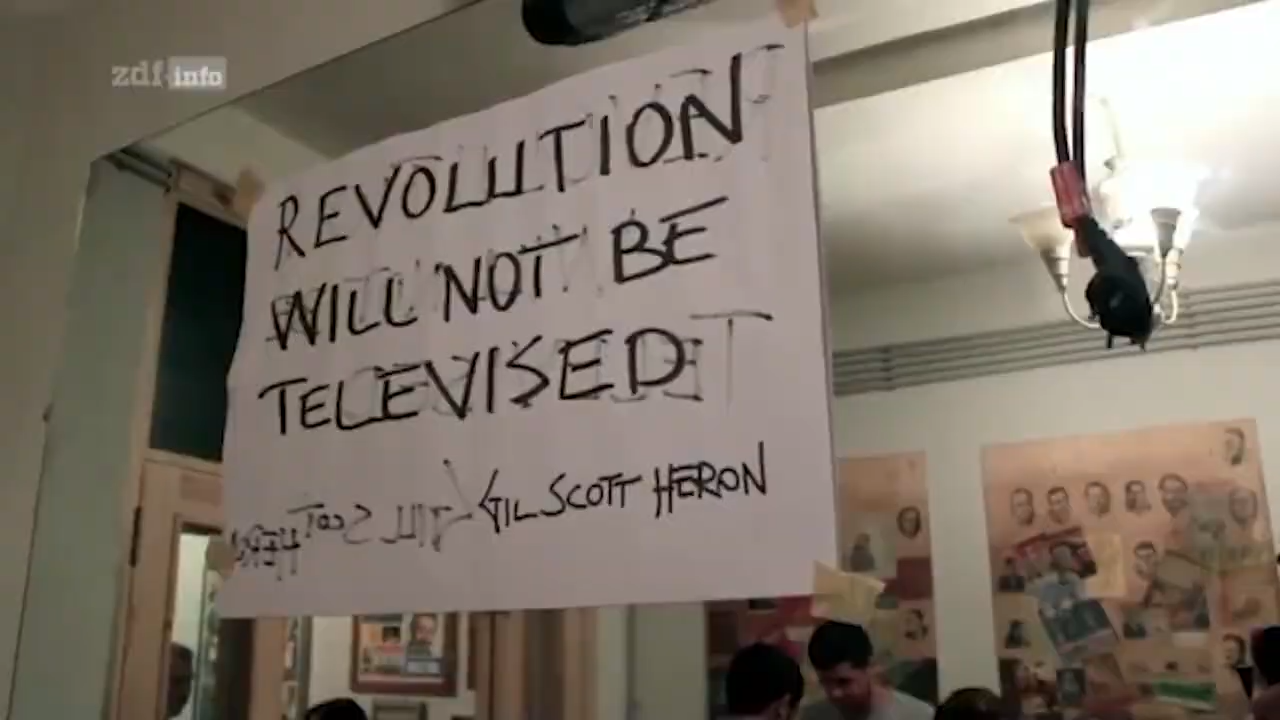 zdf info
REVOLUTION
WILL NOT BE
TELEVISED
GIL SCOTT HERON